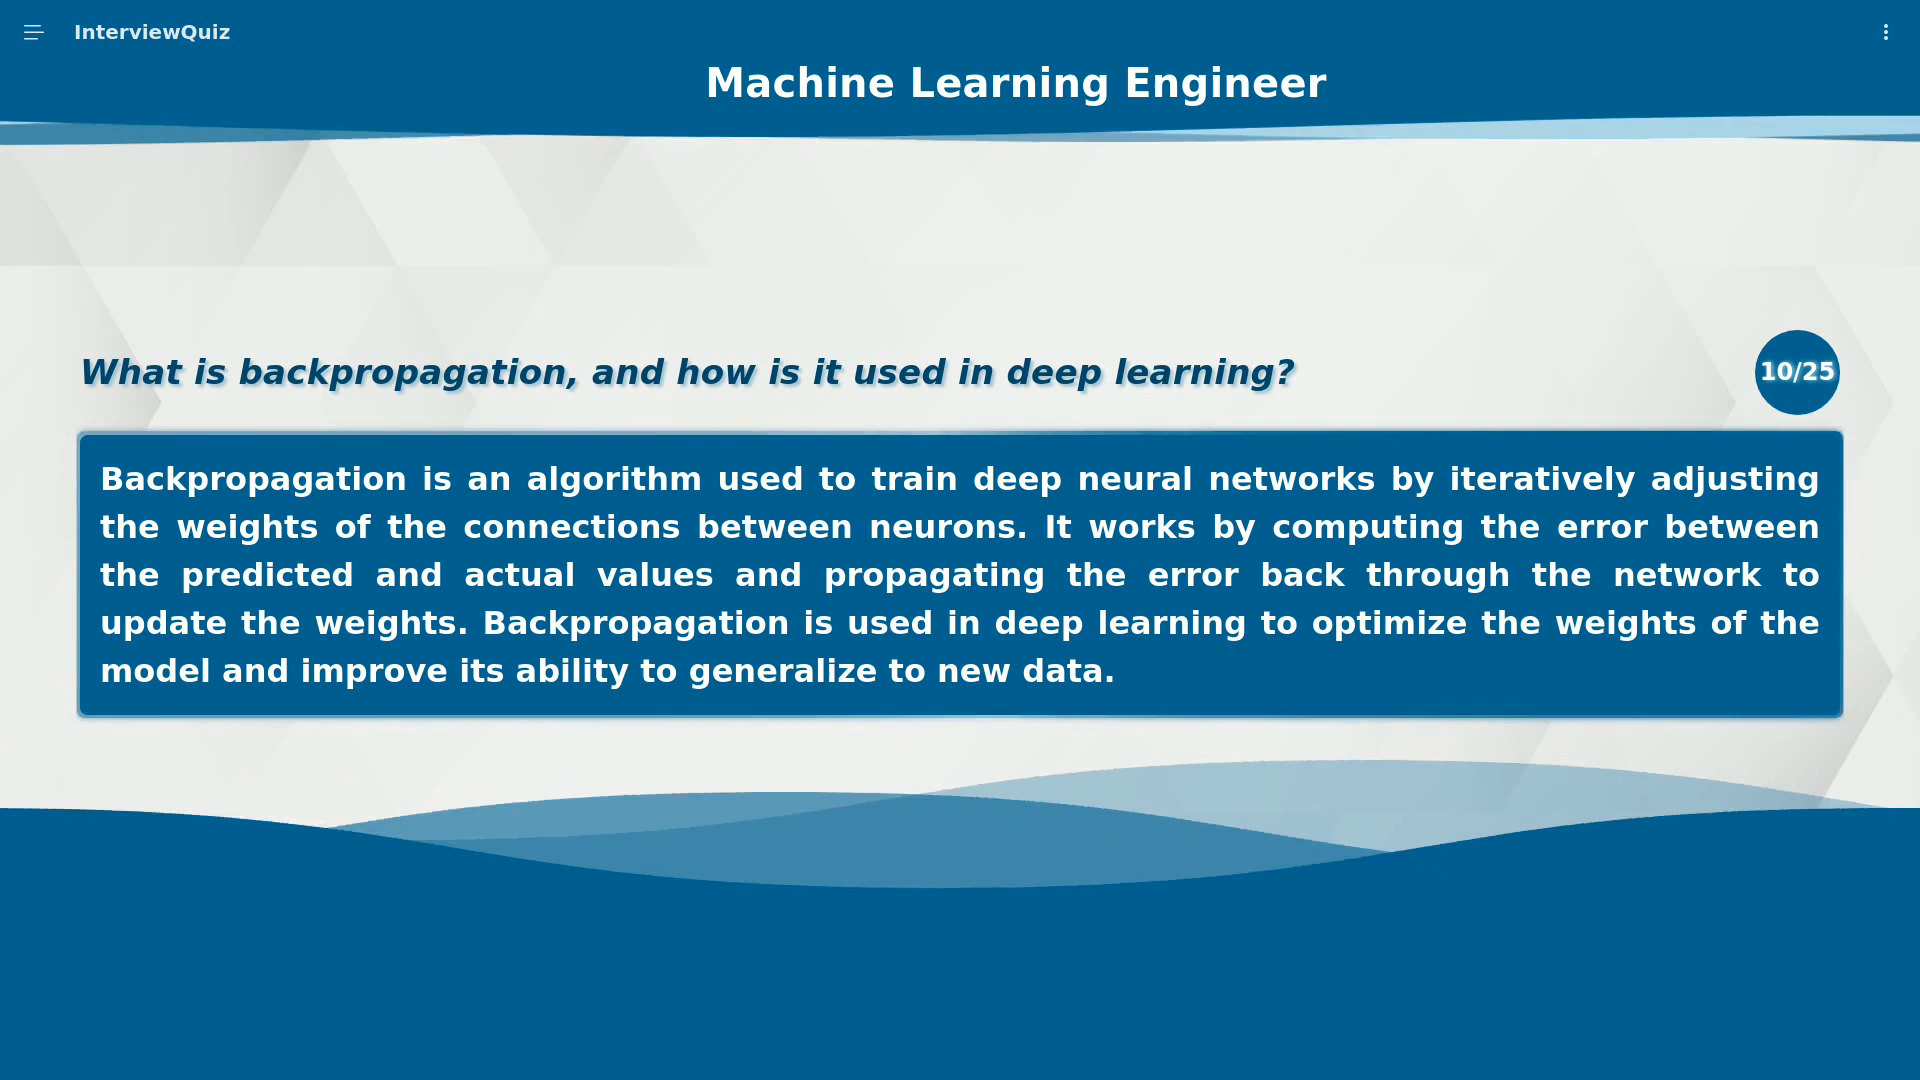 InterviewQuiz
Machine Learning Engineer
What is backpropagation, and how is it used in deep learning?
10/25
Backpropagation is an algorithm used to train deep neural networks by iteratively adjusting
the weights of the connections between neurons. It works by computing the error between
the predicted and actual values and propagating the error back through the network to
update the weights. Backpropagation is used in deep learning to optimize the weights of the
model and improve its ability to generalize to new data.